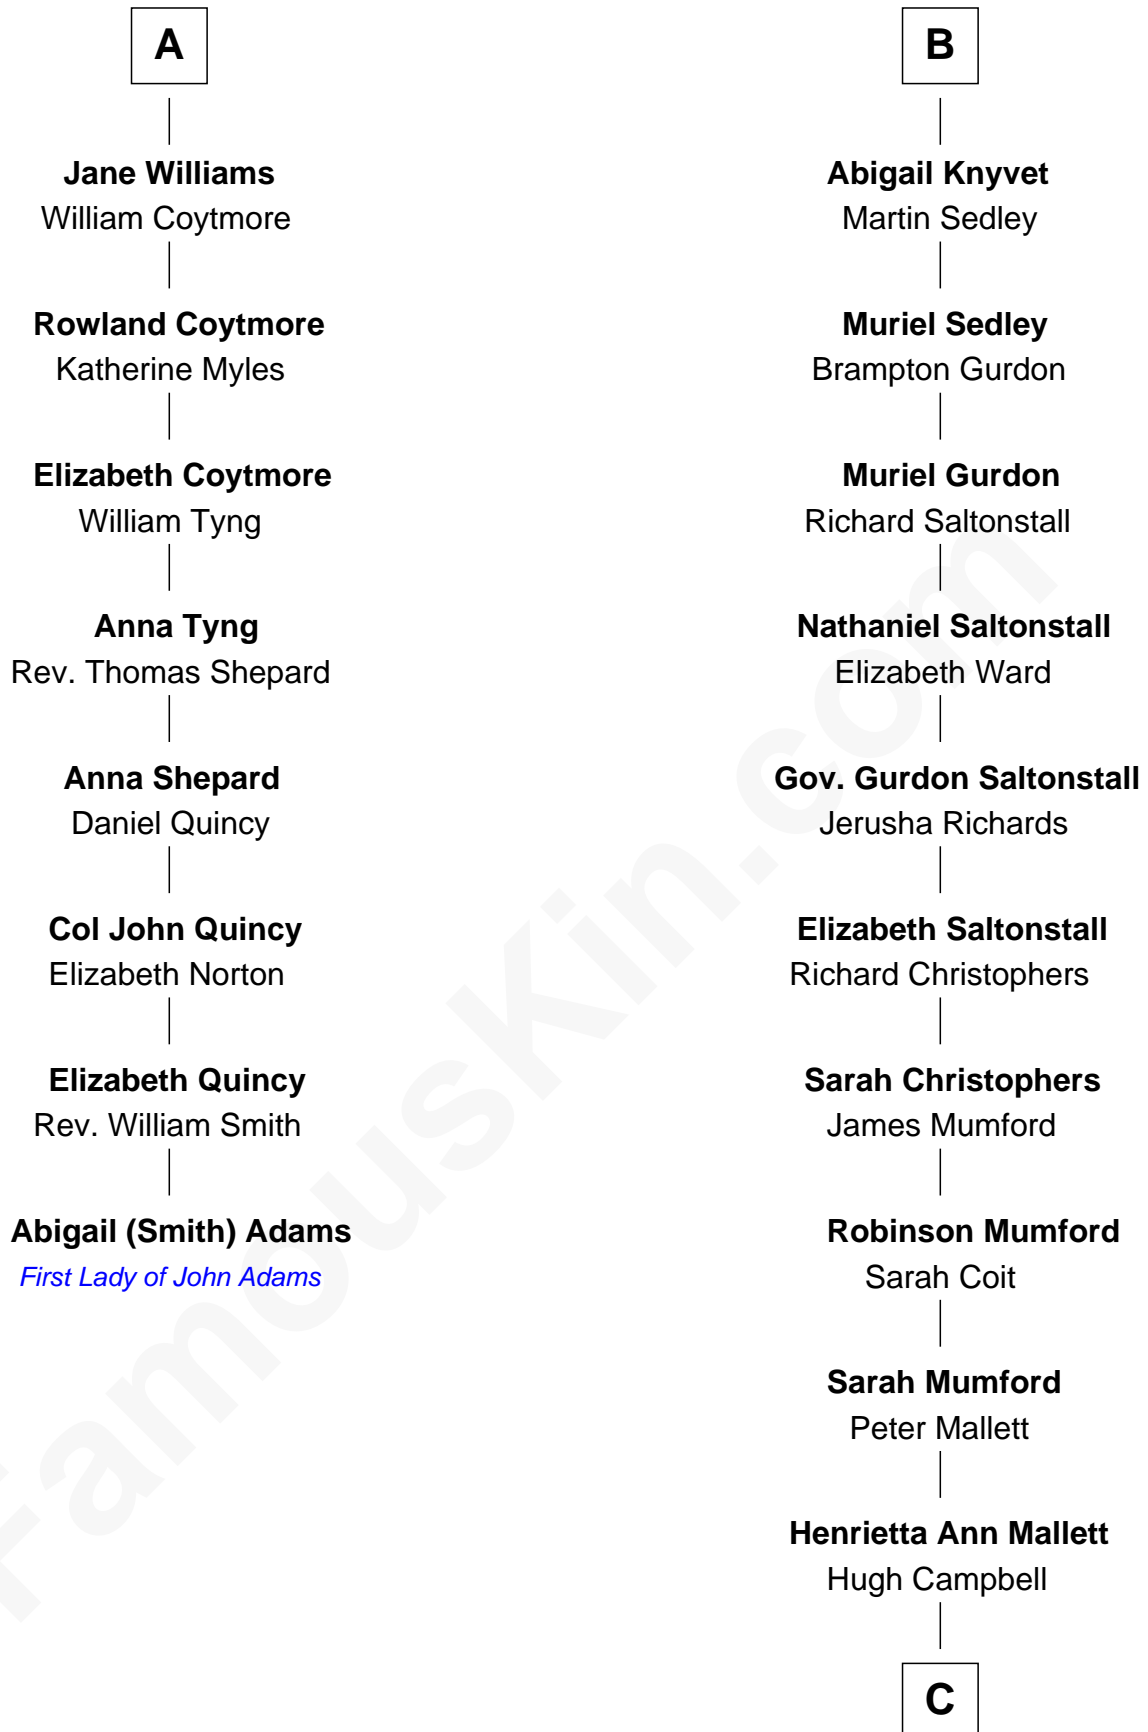 A
Jane Williams
William Coytmore
Rowland Coytmore
Katherine Myles
Elizabeth Coytmore
William Tyng
Anna Tyng
Rev. Thomas Shepard
Anna Shepard
Daniel Quincy
Col John Quincy
Elizabeth Norton
Elizabeth Quincy
Rev. William Smith
Abigail (Smith) Adams
First Lady of John Adams
B
Abigail Knyvet
Martin Sedley
Muriel Sedley
Brampton Gurdon
Muriel Gurdon
Richard Saltonstall
Nathaniel Saltonstall
Elizabeth Ward
Gov. Gurdon Saltonstall
Jerusha Richards
Elizabeth Saltonstall
Richard Christophers
Sarah Christophers
James Mumford
Robinson Mumford
Sarah Coit
Sarah Mumford
Peter Mallett
Henrietta Ann Mallett
Hugh Campbell
C
FamousKin.com